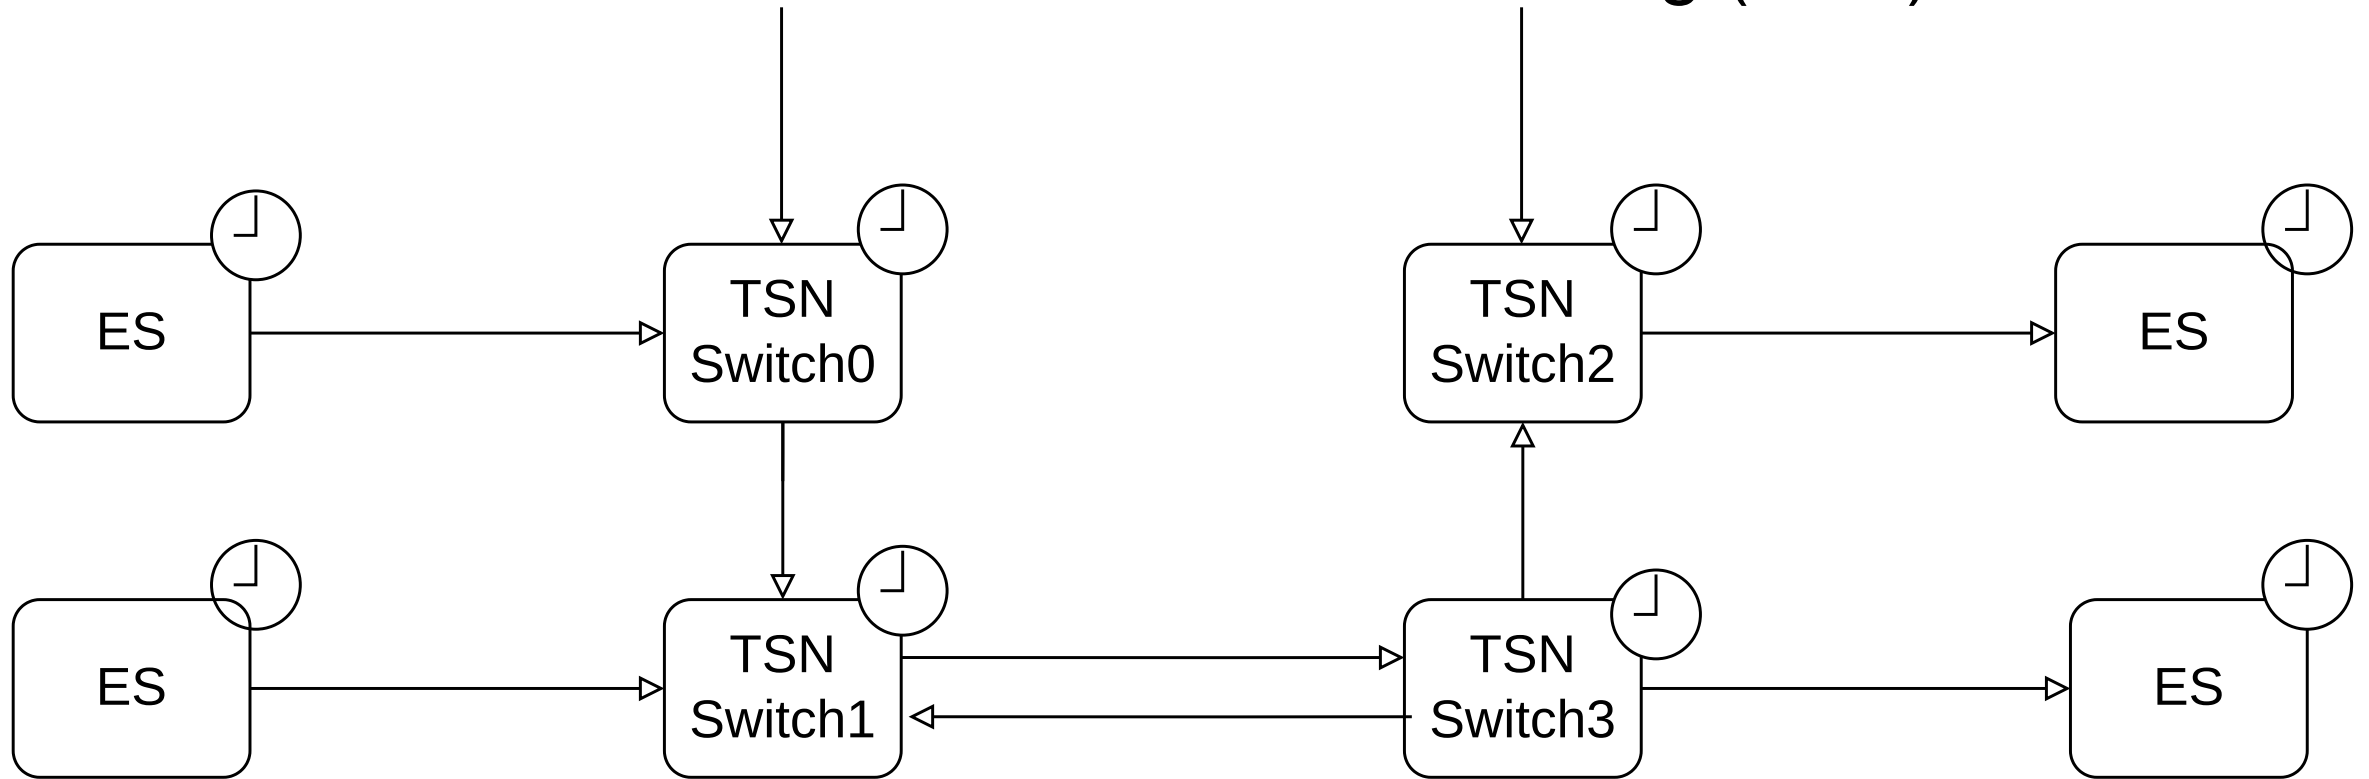 ES
TSN
Switch0
TSN
Switch2
ES
ES
TSN
Switch1
TSN
Switch3
ES